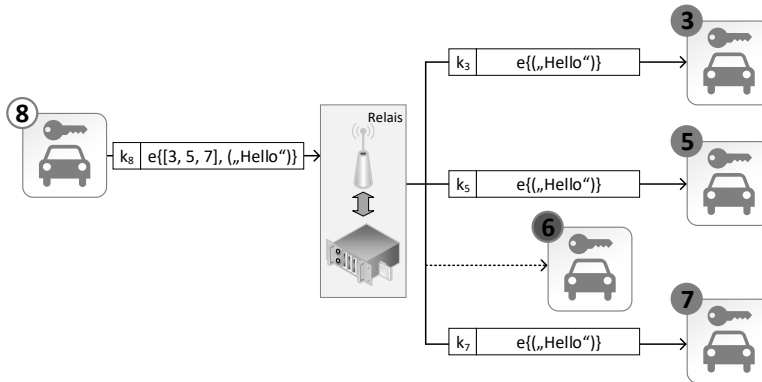 3
k₃ e{(„Hello“)}
Relais
8
k₈ e{[3, 5, 7], („Hello“)}
5
k₅ e{(„Hello“)}
6
7
k₇ e{(„Hello“)}